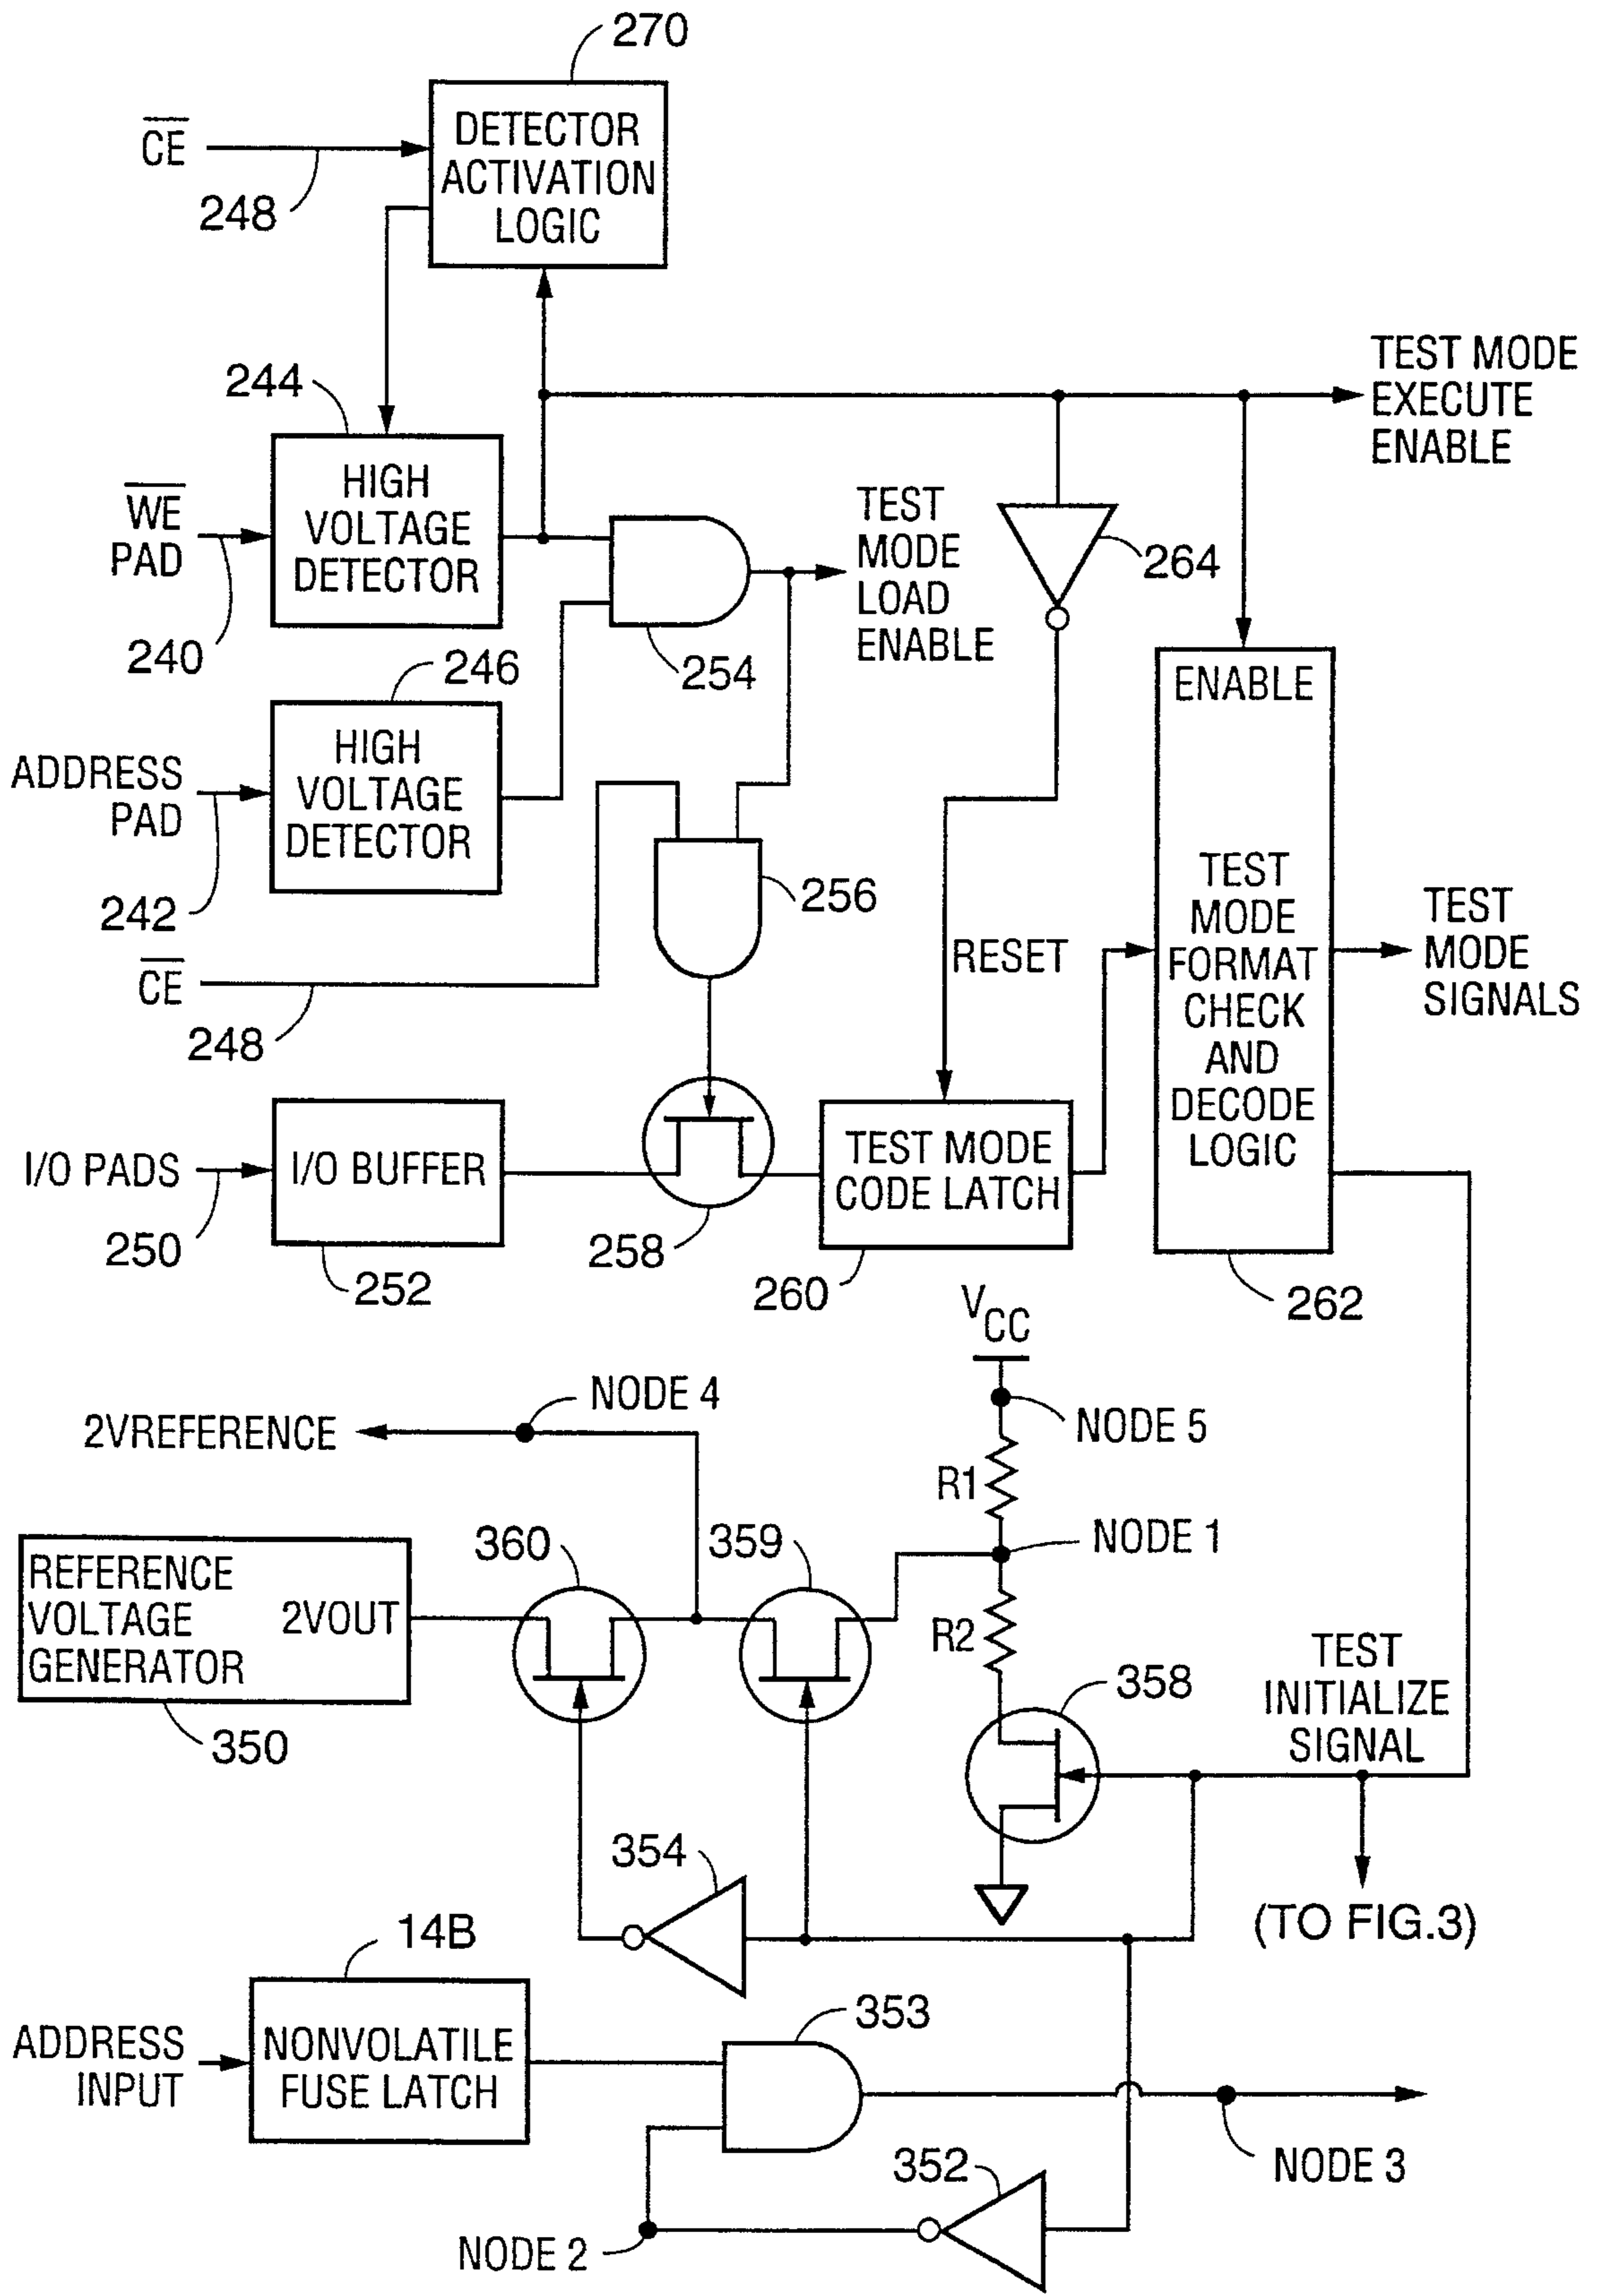 270
DETECTOR
ACTIVATION
LOGIC
CE
248
244
TEST MODE
EXECUTE
ENABLE
HIGH
VOLTAGE
DETECTOR
WE
PAD
240
TEST
MODE
LOAD
ENABLE
264
254
246
ENABLE
HIGH
VOLTAGE
DETECTOR
ADDRESS
PAD
242
256
CE
248
RESET
TEST
MODE
FORMAT
CHECK
AND
DECODE
LOGIC
TEST
MODE
SIGNALS
I/O PADS
250
I/O BUFFER
252
258
TEST MODE
CODE LATCH
260
262
VCC
NODE 4
NODE 5
2VREFERENCE
R1
NODE 1
360
359
REFERENCE
VOLTAGE
GENERATOR
2VOUT
350
R2
358
TEST
INITIALIZE
SIGNAL
354
(TO FIG.3)
14B
353
ADDRESS
INPUT
NONVOLATILE
FUSE LATCH
NODE 3
352
NODE 2